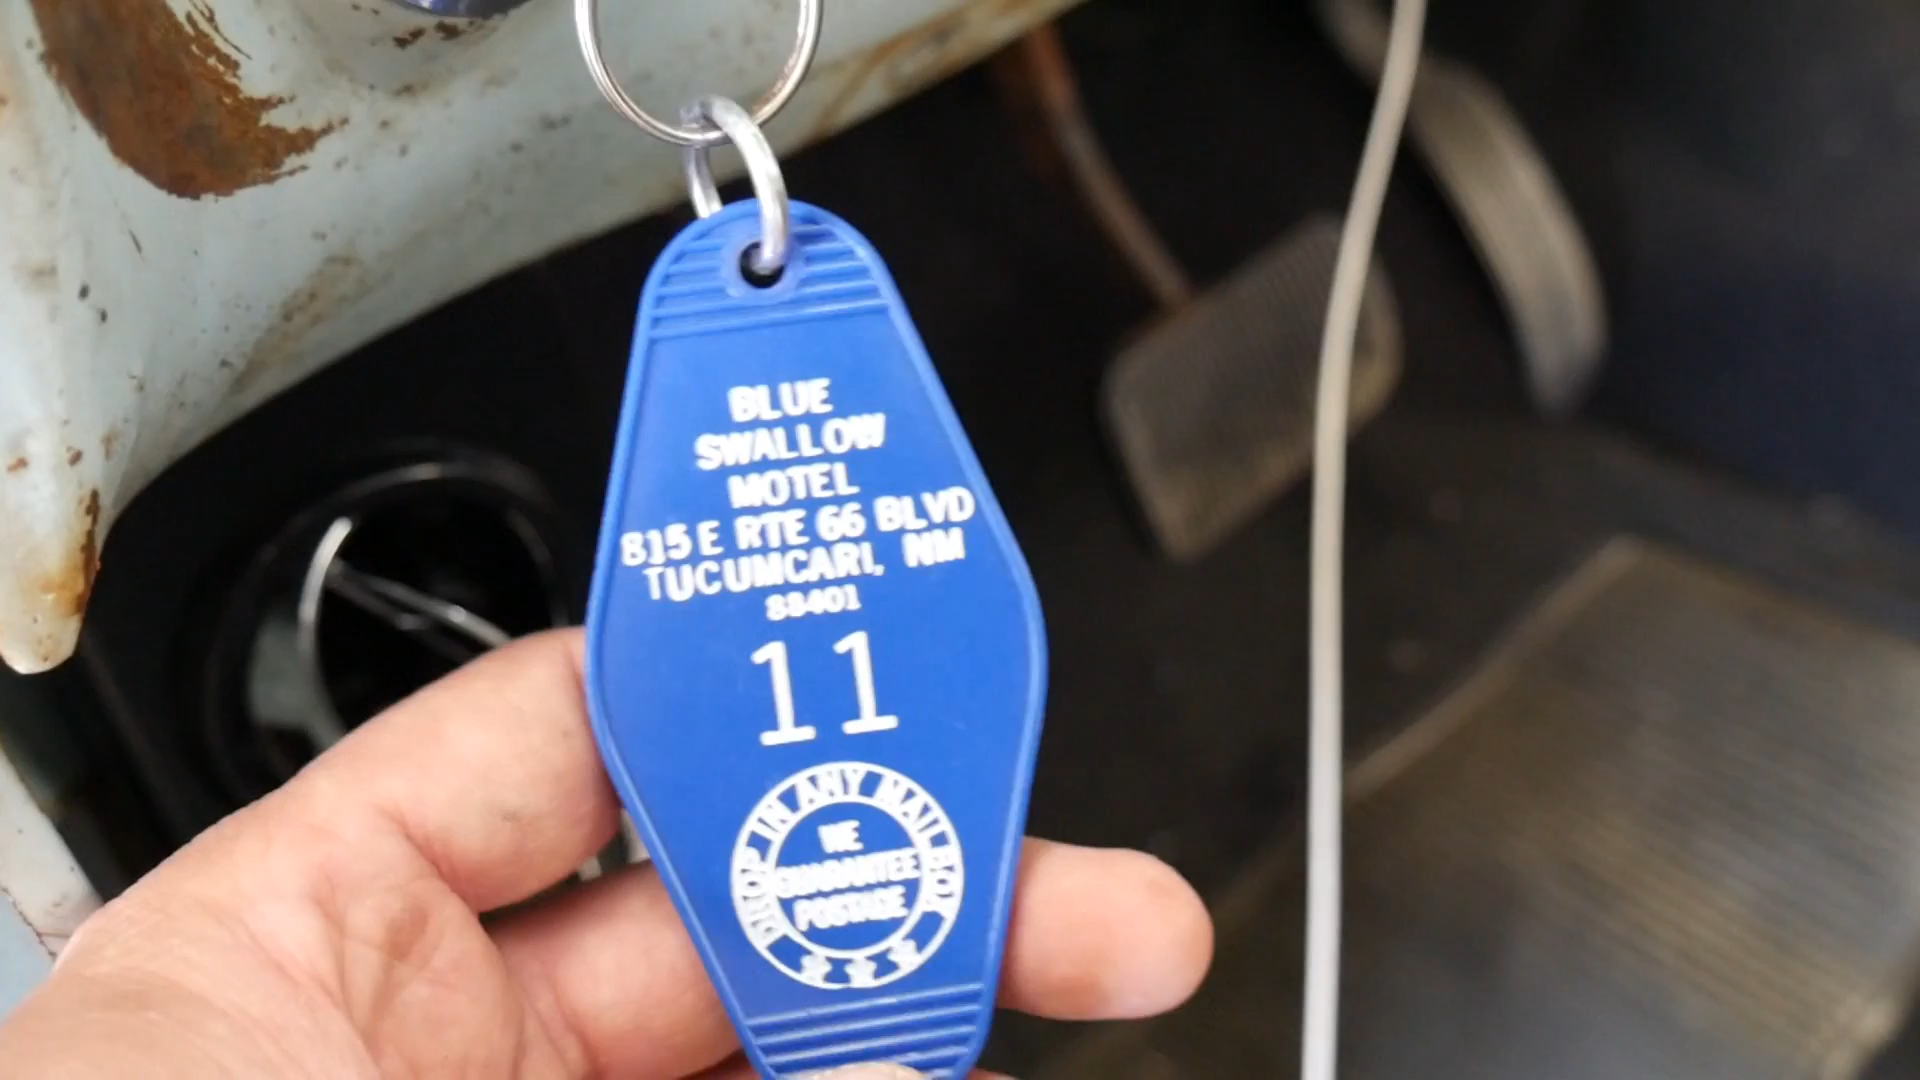 BLUE
SWALLOW
MOTEL
815 E RTE 66 BLVD
TUCUMCARI, NM
88401
11
DROP IN ANY MAIL BOX
WE
GUARANTEE
POSTAGE